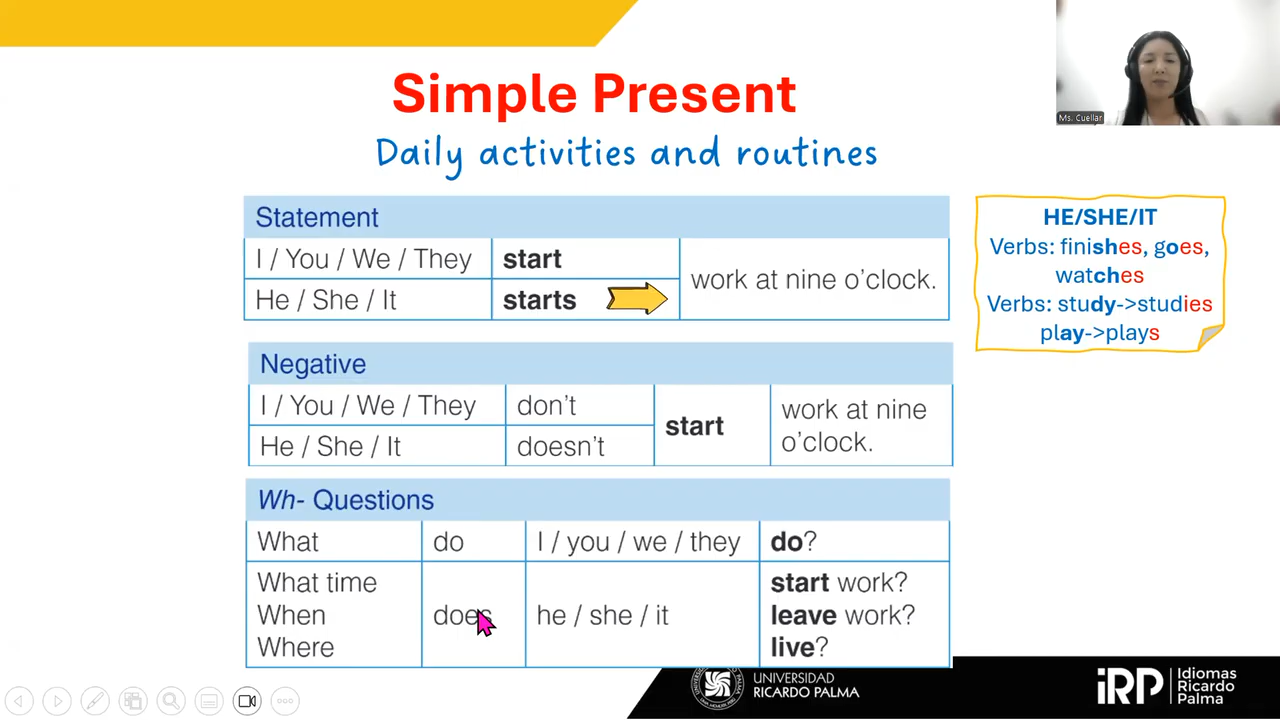 Simple Present
Daily activities and routines
Ms. Cuellar
Statement
I / You / We / They start
He / She / It starts
work at nine o'clock.
HE/SHE/IT
Verbs: finishes, goes,
watches
Verbs: study->studies
play->plays
Negative
I / You / We / They don't
He / She / It doesn't
start
work at nine
o'clock.
Wh- Questions
What do I / you / we / they do?
What time
When
Where
does
he / she / it
start work?
leave work?
live?
UNIVERSIDAD
RICARDO PALMA
iRP
Idiomas
Ricardo
Palma